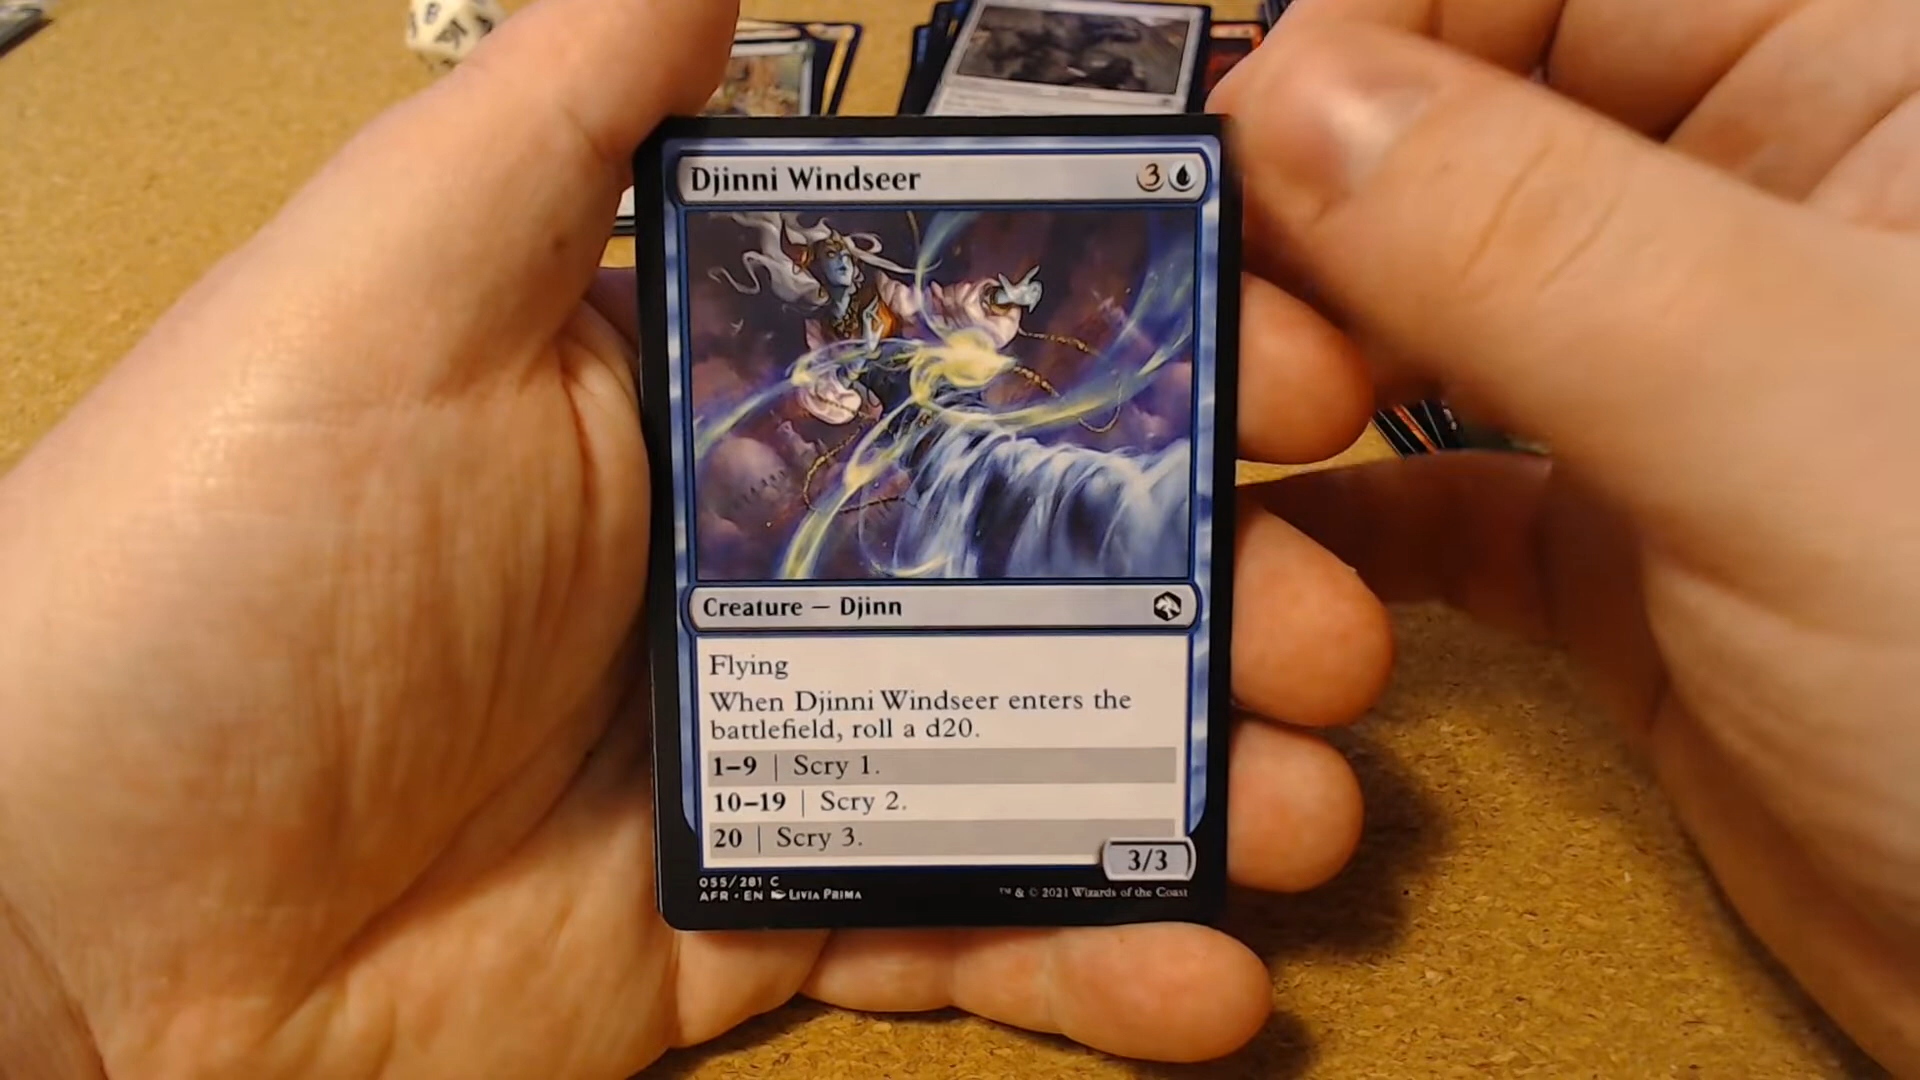 Djinni Windseer 3
Creature — Djinn
Flying
When Djinni Windseer enters the
battlefield, roll a d20.
1–9 | Scry 1.
10–19 | Scry 2.
20 | Scry 3.
3/3
055/281 C
AFR • EN LIVIA PRIMA
™ & © 2021 Wizards of the Coast